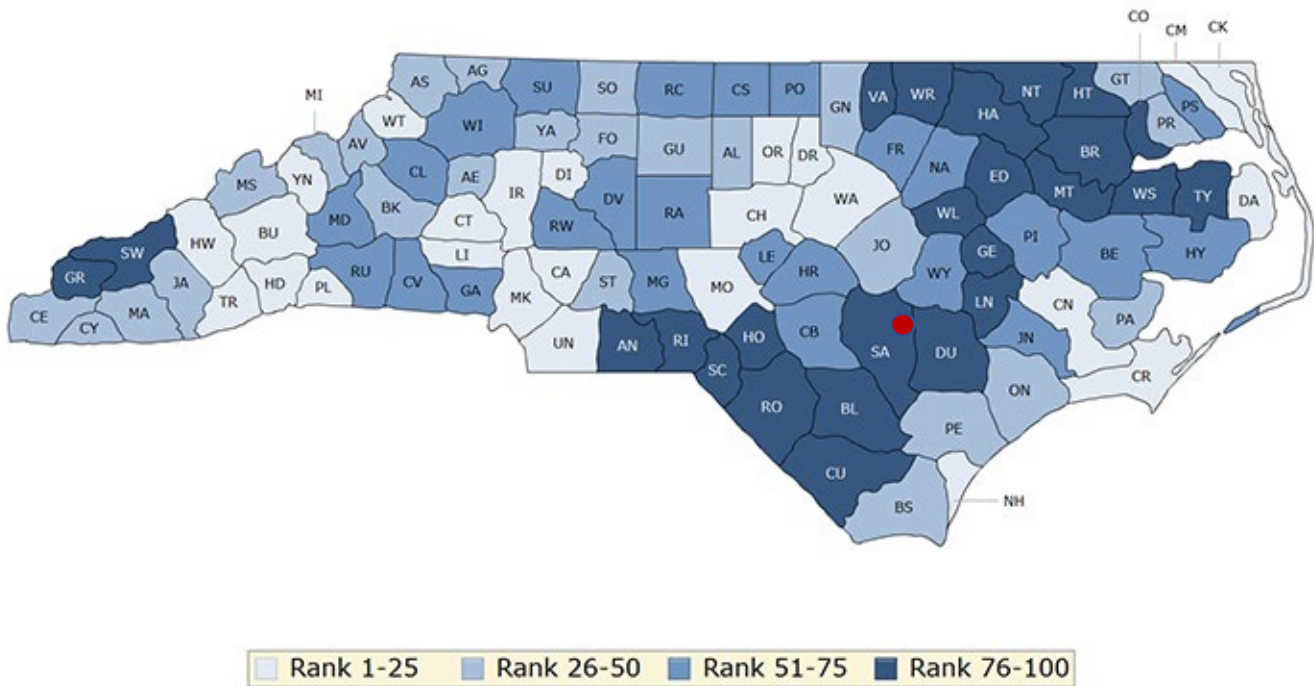 CO
CM
CK
AS
AG
SU
SO
RC
CS
PO
GN
VA
WR
NT
HT
GT
PS
MI
WT
WI
YA
FO
GU
AL
OR
DR
FR
HA
BR
PR
AV
CL
AE
IR
DI
DV
NA
ED
MS
YN
MD
BK
CT
RW
RA
CH
WA
WL
MT
WS
TY
DA
SW
HW
BU
LI
JO
GE
PI
BE
HY
GR
JA
TR
HD
PL
RU
CV
GA
MK
CA
ST
MG
MO
LE
HR
WY
LN
CN
PA
CE
CY
MA
UN
AN
RI
HO
CB
SA
DU
JN
SC
ON
CR
RO
BL
PE
CU
BS
NH
Rank 1-25
Rank 26-50
Rank 51-75
Rank 76-100